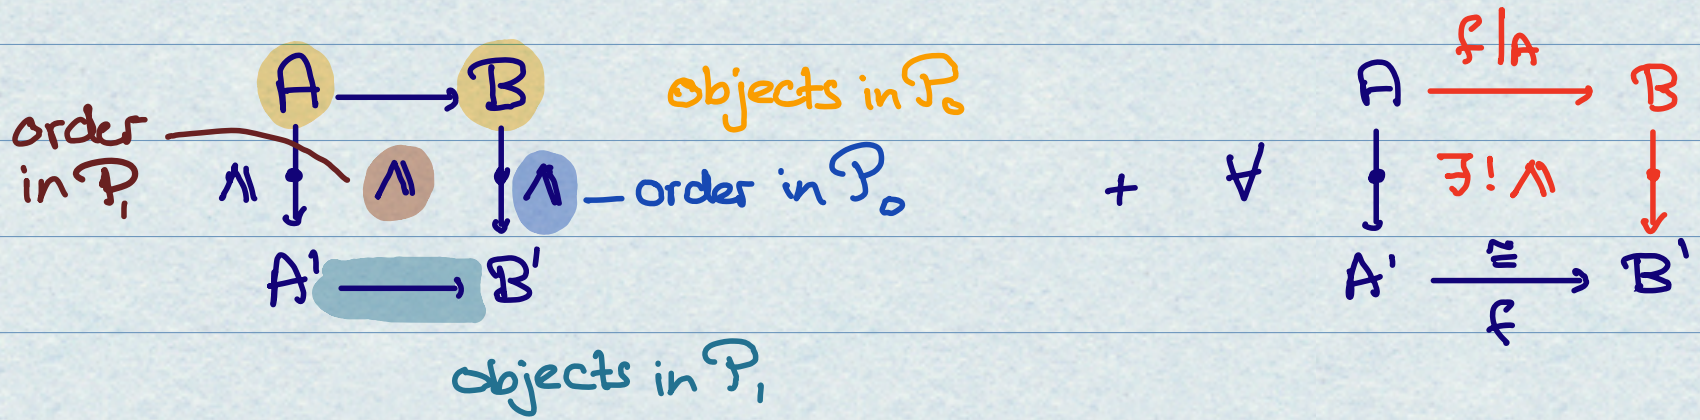 A → B objects in P₀ A f|A → B
order in P₁ ≤ ≤ ≤ order in P₀ + ∀ ∃! ≤
A' → B' A' ≅ f → B'
objects in P₁